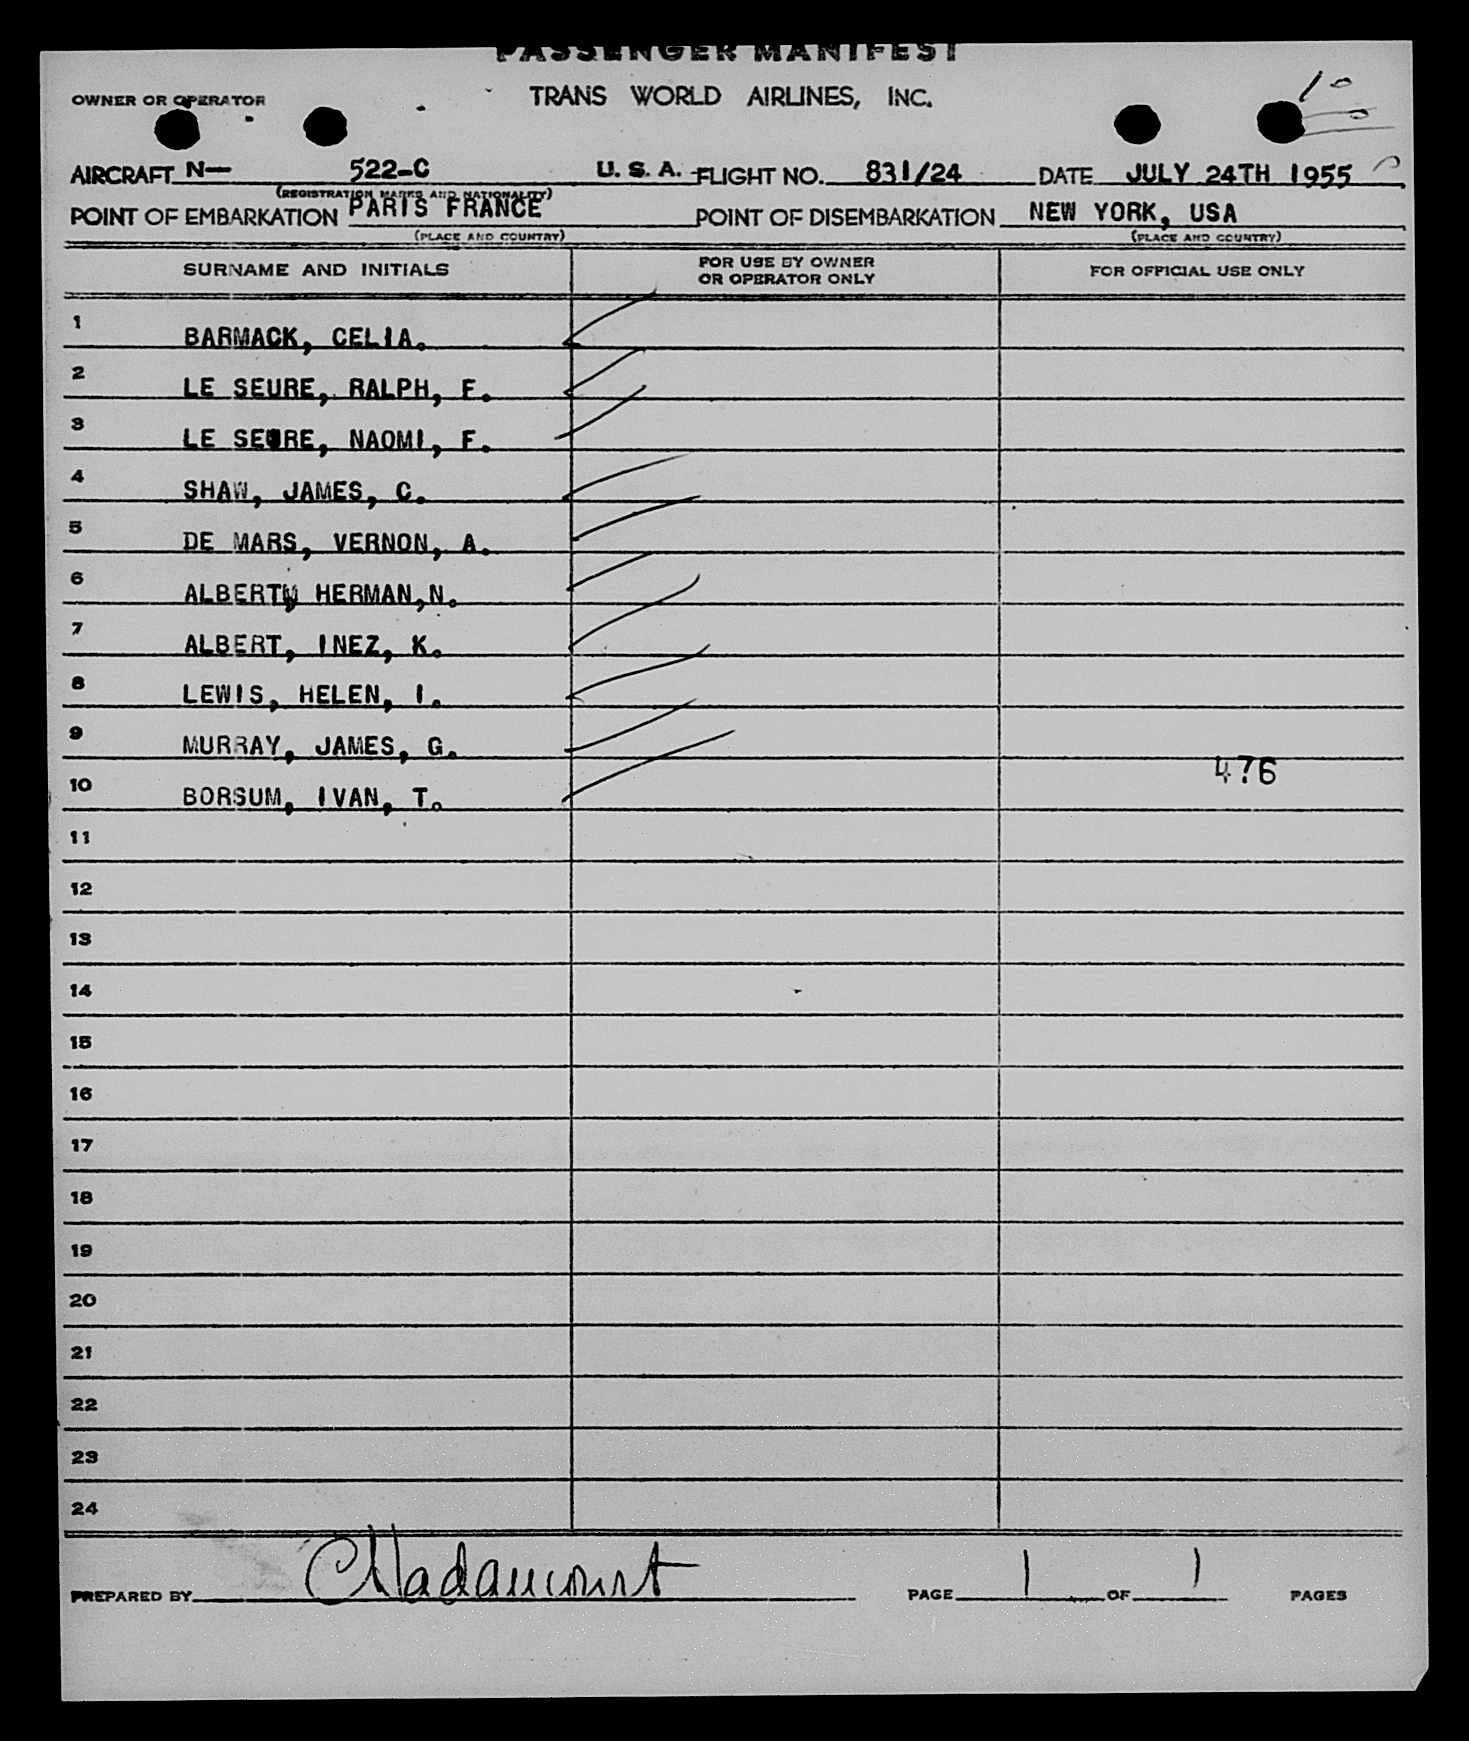 PASSENGER MANIFEST
OWNER OR OPERATOR TRANS WORLD AIRLINES, INC. 10
AIRCRAFT N— 522-C U. S. A. FLIGHT NO. 831/24 DATE JULY 24TH 1955
(REGISTRATION MARKS AND NATIONALITY)
POINT OF EMBARKATION PARIS FRANCE POINT OF DISEMBARKATION NEW YORK, USA
(PLACE AND COUNTRY) (PLACE AND COUNTRY)
SURNAME AND INITIALS FOR USE BY OWNER OR OPERATOR ONLY FOR OFFICIAL USE ONLY
1 BARMACK, CELIA.
2 LE SEURE, RALPH, F.
3 LE SEURE, NAOMI, F.
4 SHAW, JAMES, C.
5 DE MARS, VERNON, A.
6 ALBERT, HERMAN,N.
7 ALBERT, INEZ, K.
8 LEWIS, HELEN, I.
9 MURRAY, JAMES, G.
10 BORSUM, IVAN, T. 476
11
12
13
14
15
16
17
18
19
20
21
22
23
24
PREPARED BY PAGE 1 OF 1 PAGES